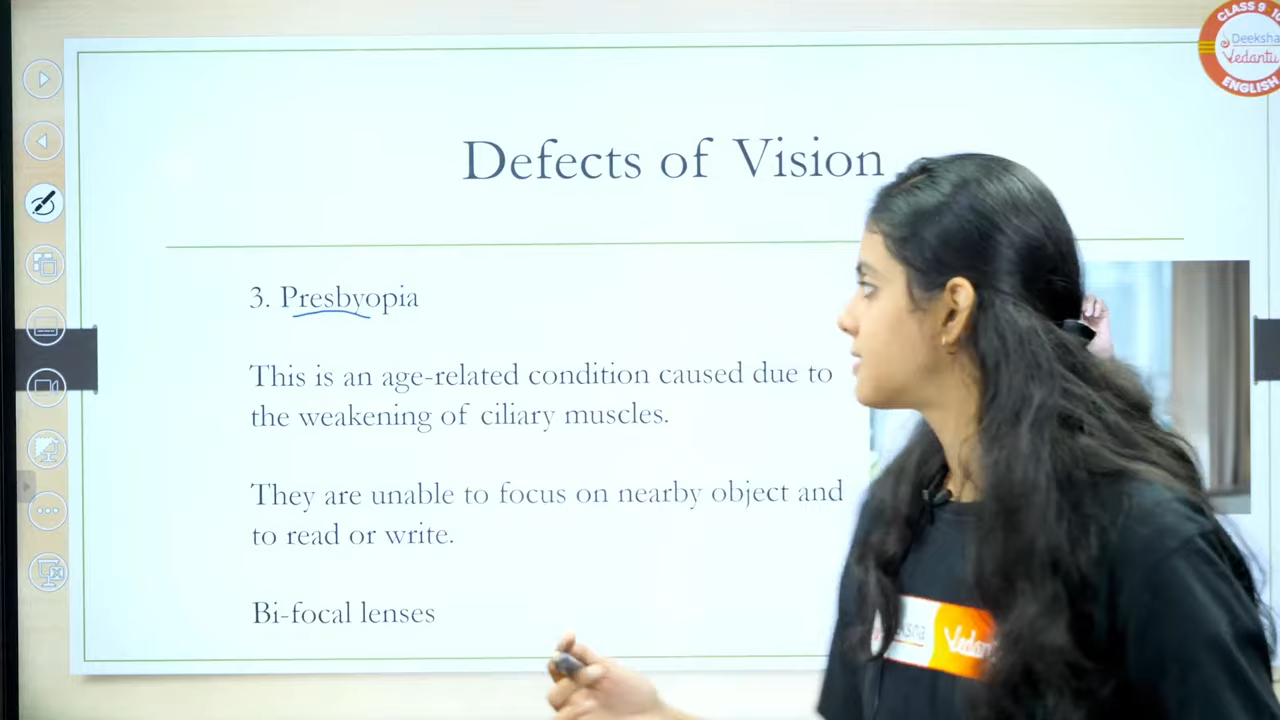 CLASS 9
Deeksha
Vedantu
ENGLISH
Defects of Vision
3. Presbyopia
This is an age-related condition caused due to
the weakening of ciliary muscles.
They are unable to focus on nearby object and
to read or write.
Bi-focal lenses